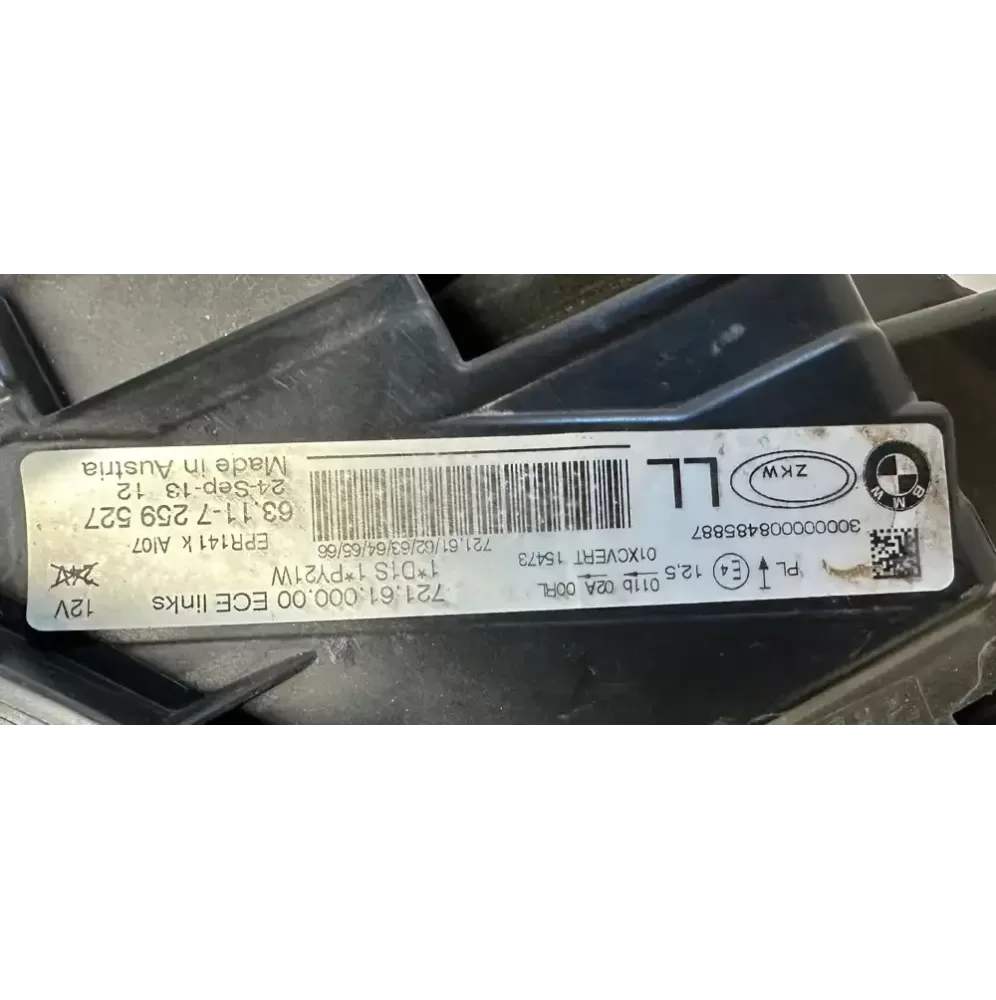 12V
24V
721.61.000.00 ECE links
1*D1S 1*PY21W
EPR141 k AI07
721.61/62/63/64/65/66
63.11-7 259 527
24-Sep-13 12
Made in Austria
011b 02A 00RL
01XCVERT 15473
PL
E4 12,5
300000008485887
LL
ZKW
BMW